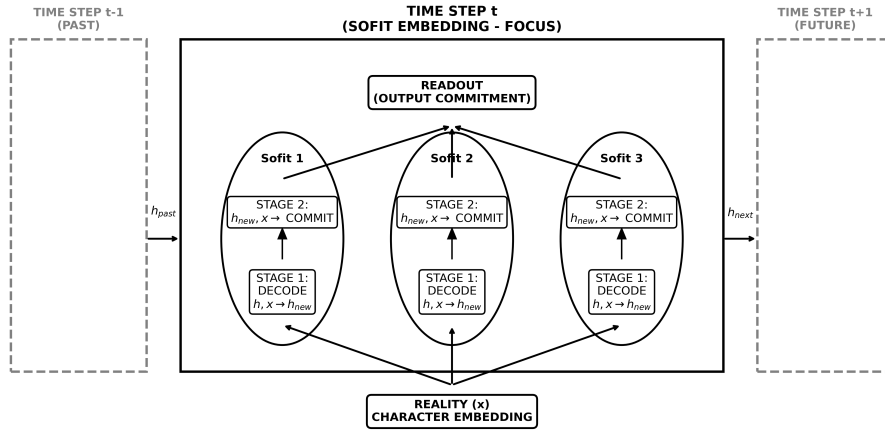 TIME STEP t-1
(PAST)
TIME STEP t
(SOFIT EMBEDDING - FOCUS)
TIME STEP t+1
(FUTURE)
READOUT
(OUTPUT COMMITMENT)
Sofit 1
Sofit 2
Sofit 3
h_past
STAGE 2:
h_new, x → COMMIT
STAGE 2:
h_new, x → COMMIT
STAGE 2:
h_new, x → COMMIT
h_next
STAGE 1:
DECODE
h, x → h_new
STAGE 1:
DECODE
h, x → h_new
STAGE 1:
DECODE
h, x → h_new
REALITY (x)
CHARACTER EMBEDDING